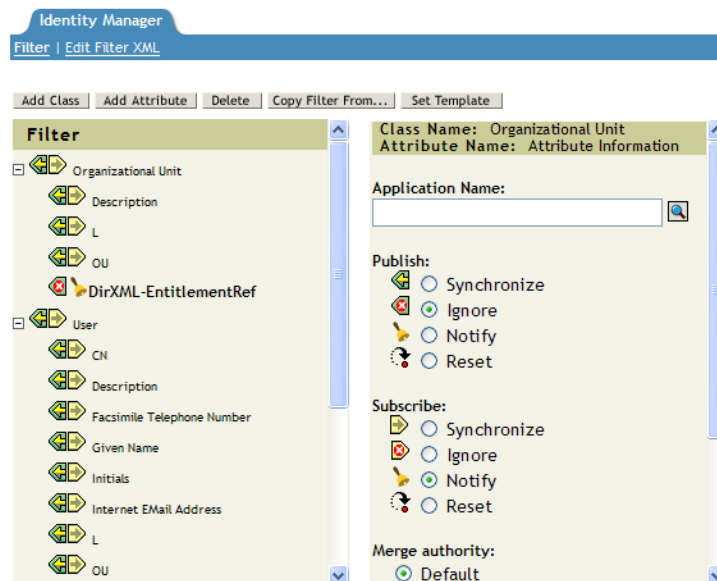 Identity Manager
Filter | Edit Filter XML
Add Class Add Attribute Delete Copy Filter From... Set Template
Filter
Organizational Unit
Description
L
OU
DirXML-EntitlementRef
User
CN
Description
Facsimile Telephone Number
Given Name
Initials
Internet EMail Address
L
OU
Class Name: Organizational Unit
Attribute Name: Attribute Information
Application Name:
Publish:
Synchronize
Ignore
Notify
Reset
Subscribe:
Synchronize
Ignore
Notify
Reset
Merge authority:
Default